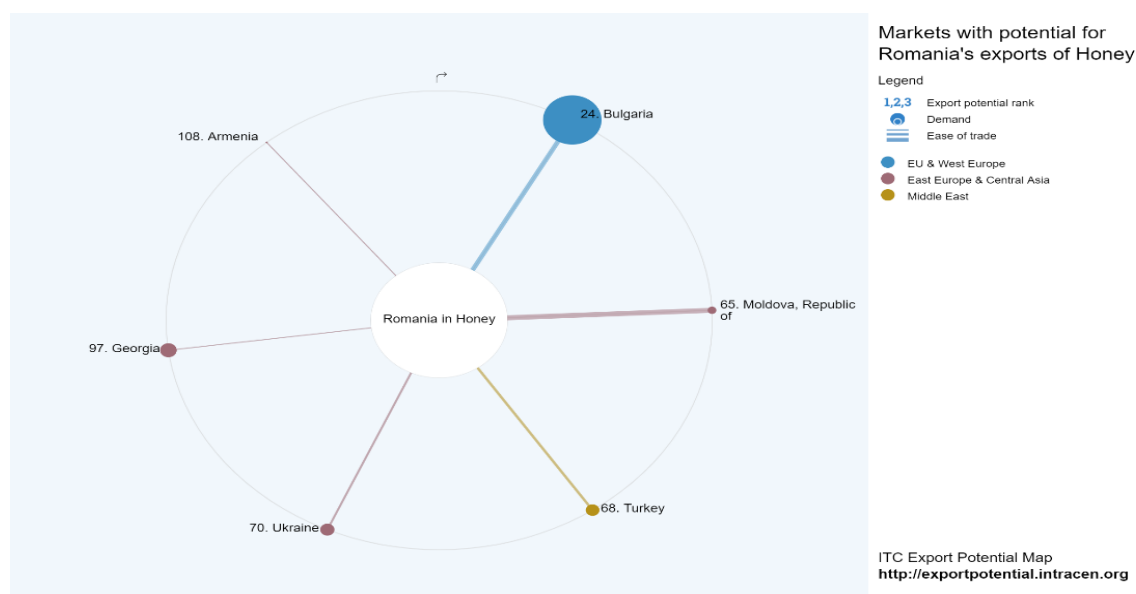 Markets with potential for
Romania's exports of Honey
Legend
1,2,3 Export potential rank
Demand
Ease of trade
EU & West Europe
East Europe & Central Asia
Middle East
24. Bulgaria
108. Armenia
65. Moldova, Republic
of
Romania in Honey
97. Georgia
68. Turkey
70. Ukraine
ITC Export Potential Map
http://exportpotential.intracen.org